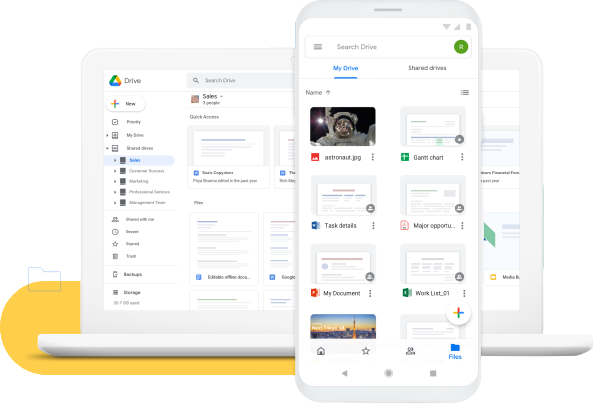 Drive
Search Drive
New
Priority
My Drive
Shared drives
Sales
Customer Success
Marketing
Professional Services
Management Team
Shared with me
Recent
Starred
Trash
Backups
Storage
30.7 GB used
Sales
3 people
Quick Access
Files
Editable offline docu...
Google
Media Bu
Search Drive
R
My Drive
Shared drives
Name
astronaut.jpg
Gantt chart
Task details
Major opportu...
My Document
Work List_01
Files